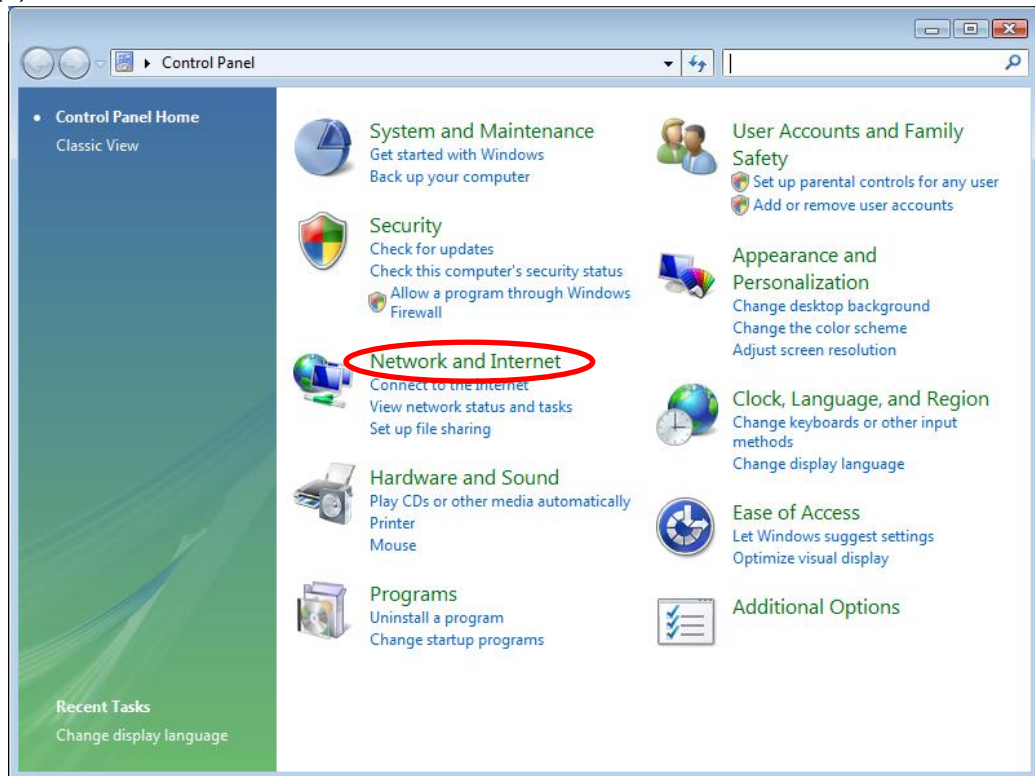 Control Panel
Control Panel Home
Classic View
System and Maintenance
Get started with Windows
Back up your computer
Security
Check for updates
Check this computer's security status
Allow a program through Windows
Firewall
Network and Internet
Connect to the Internet
View network status and tasks
Set up file sharing
Hardware and Sound
Play CDs or other media automatically
Printer
Mouse
Programs
Uninstall a program
Change startup programs
User Accounts and Family
Safety
Set up parental controls for any user
Add or remove user accounts
Appearance and
Personalization
Change desktop background
Change the color scheme
Adjust screen resolution
Clock, Language, and Region
Change keyboards or other input
methods
Change display language
Ease of Access
Let Windows suggest settings
Optimize visual display
Additional Options
Recent Tasks
Change display language